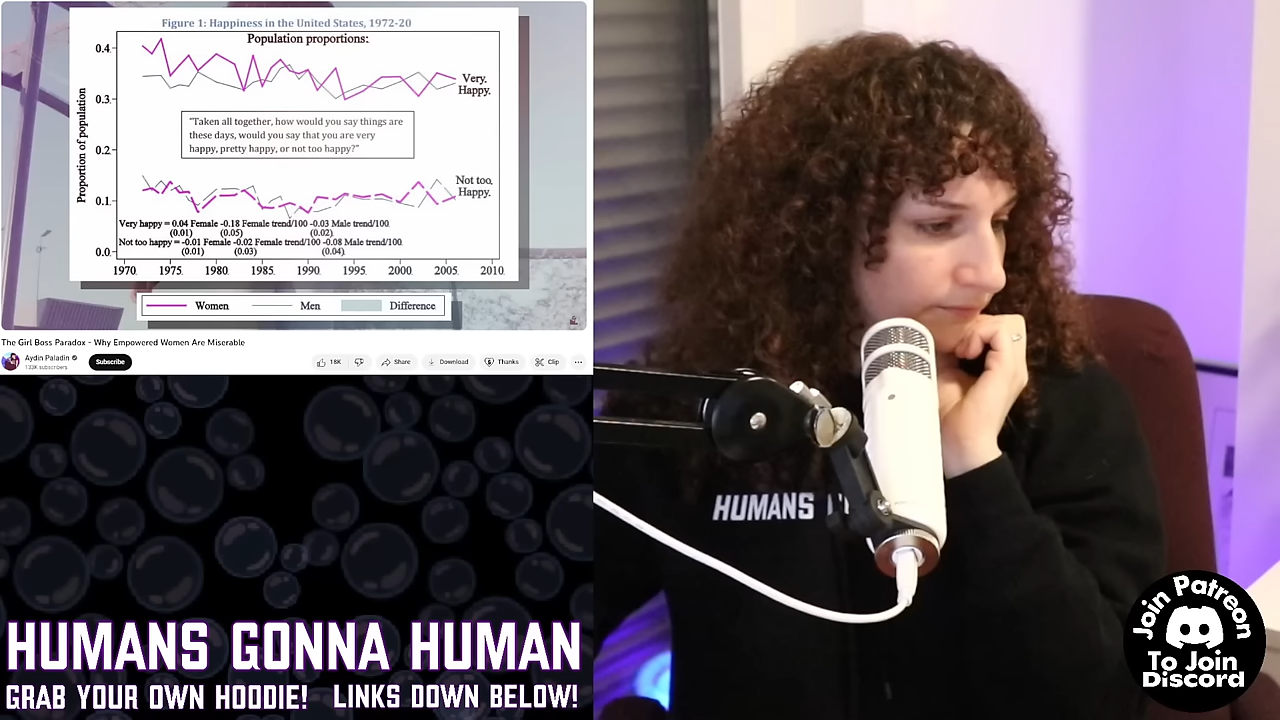 Figure 1: Happiness in the United States, 1972-20
Population proportions:
Proportion of population
0.4
0.3
0.2
0.1
0.0
Very
Happy
"Taken all together, how would you say things are
these days, would you say that you are very
happy, pretty happy, or not too happy?"
Not too
Happy
Very happy = 0.04 Female -0.18 Female trend/100 -0.03 Male trend/100
(0.01) (0.05) (0.02)
Not too happy = -0.01 Female -0.02 Female trend/100 -0.08 Male trend/100
(0.01) (0.03) (0.04)
1970 1975 1980 1985 1990 1995 2000 2005 2010
Women Men Difference
The Girl Boss Paradox - Why Empowered Women Are Miserable
Aydin Paladin
133K subscribers
Subscribe
18K Share Download Thanks Clip
HUMANS
HUMANS GONNA HUMAN
GRAB YOUR OWN HOODIE! LINKS DOWN BELOW!
Join Patreon
To Join
Discord